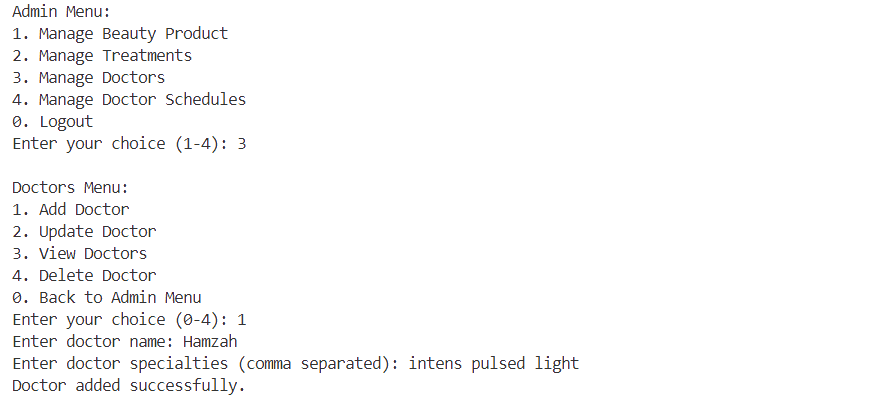 Admin Menu:
1. Manage Beauty Product
2. Manage Treatments
3. Manage Doctors
4. Manage Doctor Schedules
0. Logout
Enter your choice (1-4): 3

Doctors Menu:
1. Add Doctor
2. Update Doctor
3. View Doctors
4. Delete Doctor
0. Back to Admin Menu
Enter your choice (0-4): 1
Enter doctor name: Hamzah
Enter doctor specialties (comma separated): intens pulsed light
Doctor added successfully.